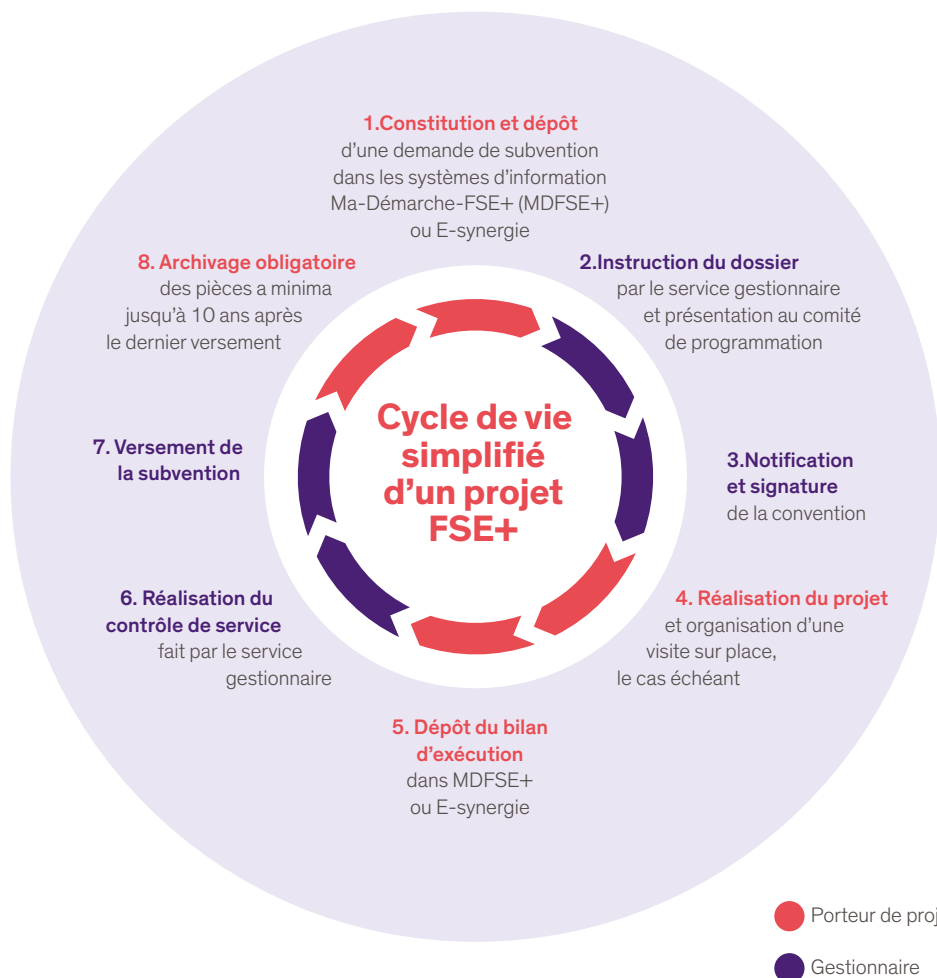 1.Constitution et dépôt
d'une demande de subvention
dans les systèmes d'information
Ma-Démarche-FSE+ (MDFSE+)
ou E-synergie
2.Instruction du dossier
par le service gestionnaire
et présentation au comité
de programmation
3.Notification
et signature
de la convention
4. Réalisation du projet
et organisation d'une
visite sur place,
le cas échéant
5. Dépôt du bilan
d'exécution
dans MDFSE+
ou E-synergie
6. Réalisation du
contrôle de service
fait par le service
gestionnaire
7. Versement de
la subvention
8. Archivage obligatoire
des pièces a minima
jusqu'à 10 ans après
le dernier versement
Cycle de vie
simplifié
d'un projet
FSE+
Porteur de proj
Gestionnaire